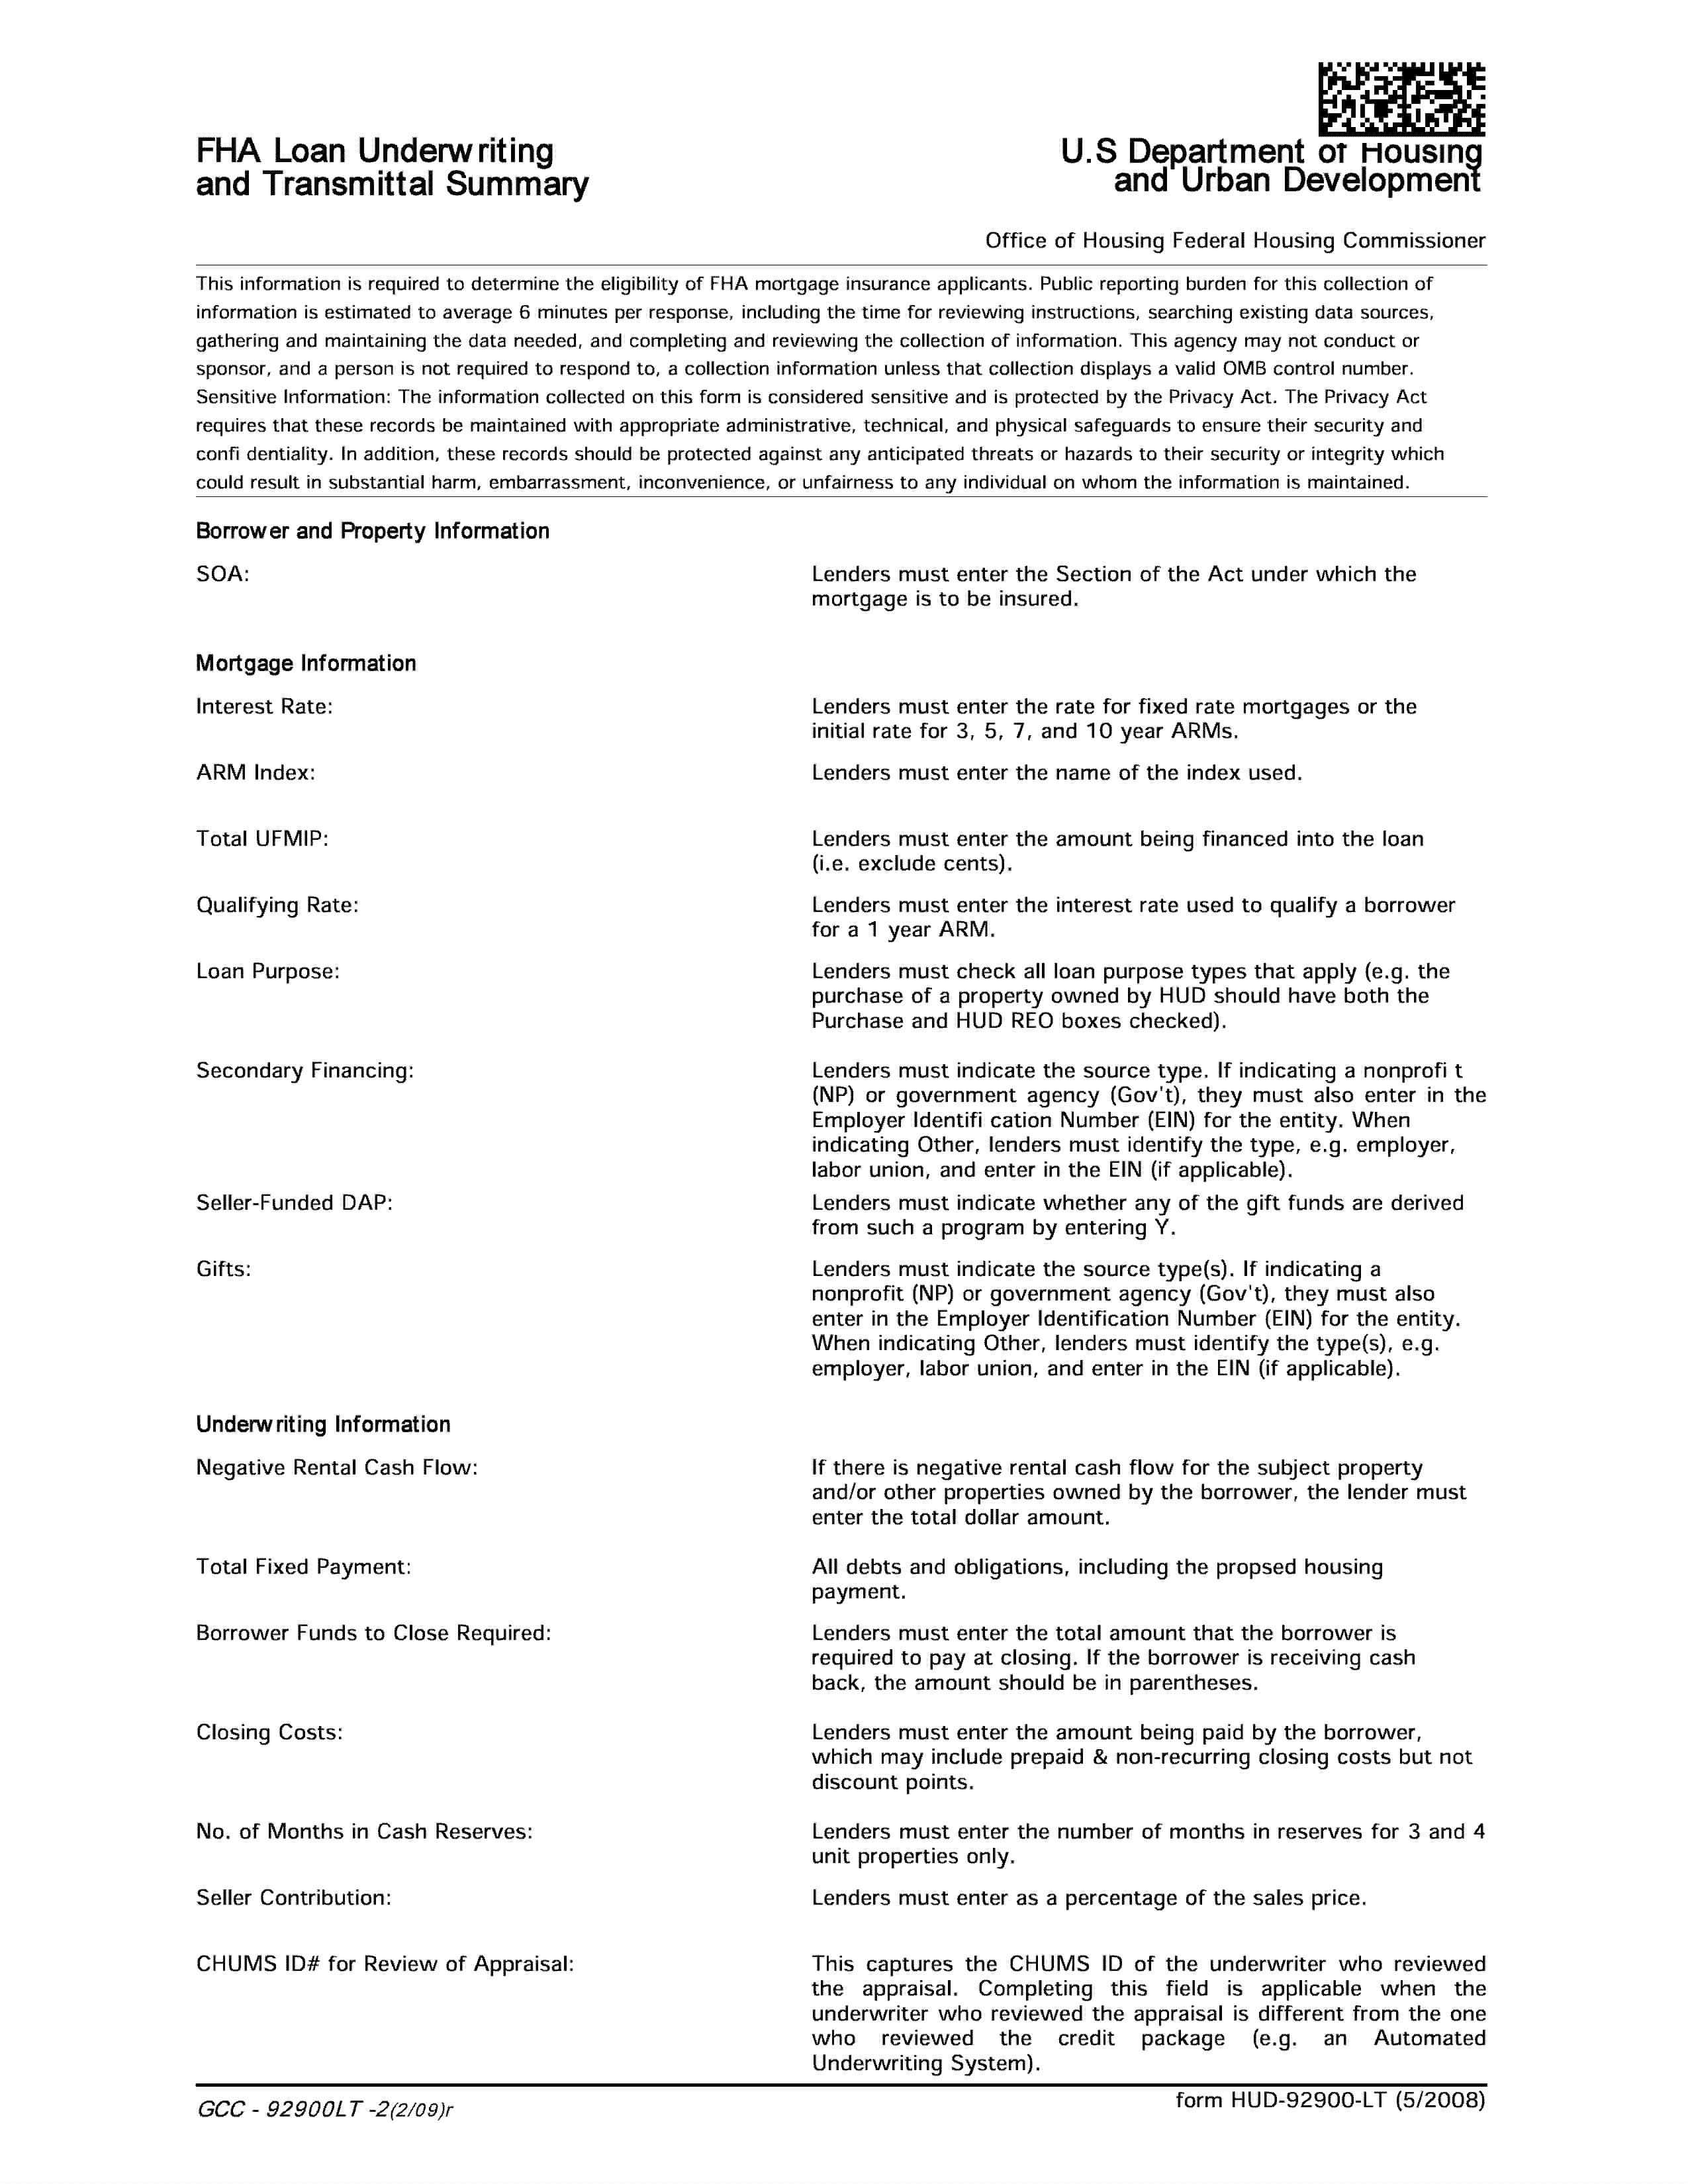 FHA Loan Underwriting
and Transmittal Summary
U.S Department of Housing
and Urban Development
Office of Housing Federal Housing Commissioner
This information is required to determine the eligibility of FHA mortgage insurance applicants. Public reporting burden for this collection of
information is estimated to average 6 minutes per response, including the time for reviewing instructions, searching existing data sources,
gathering and maintaining the data needed, and completing and reviewing the collection of information. This agency may not conduct or
sponsor, and a person is not required to respond to, a collection information unless that collection displays a valid OMB control number.
Sensitive Information: The information collected on this form is considered sensitive and is protected by the Privacy Act. The Privacy Act
requires that these records be maintained with appropriate administrative, technical, and physical safeguards to ensure their security and
confi dentiality. In addition, these records should be protected against any anticipated threats or hazards to their security or integrity which
could result in substantial harm, embarrassment, inconvenience, or unfairness to any individual on whom the information is maintained.
Borrower and Property Information
SOA:
Lenders must enter the Section of the Act under which the
mortgage is to be insured.
Mortgage Information
Interest Rate:
Lenders must enter the rate for fixed rate mortgages or the
initial rate for 3, 5, 7, and 10 year ARMs.
ARM Index:
Lenders must enter the name of the index used.
Total UFMIP:
Lenders must enter the amount being financed into the loan
(i.e. exclude cents).
Qualifying Rate:
Lenders must enter the interest rate used to qualify a borrower
for a 1 year ARM.
Loan Purpose:
Lenders must check all loan purpose types that apply (e.g. the
purchase of a property owned by HUD should have both the
Purchase and HUD REO boxes checked).
Secondary Financing:
Lenders must indicate the source type. If indicating a nonprofi t
(NP) or government agency (Gov't), they must also enter in the
Employer Identifi cation Number (EIN) for the entity. When
indicating Other, lenders must identify the type, e.g. employer,
labor union, and enter in the EIN (if applicable).
Seller-Funded DAP:
Lenders must indicate whether any of the gift funds are derived
from such a program by entering Y.
Gifts:
Lenders must indicate the source type(s). If indicating a
nonprofit (NP) or government agency (Gov't), they must also
enter in the Employer Identification Number (EIN) for the entity.
When indicating Other, lenders must identify the type(s), e.g.
employer, labor union, and enter in the EIN (if applicable).
Underwriting Information
Negative Rental Cash Flow:
If there is negative rental cash flow for the subject property
and/or other properties owned by the borrower, the lender must
enter the total dollar amount.
Total Fixed Payment:
All debts and obligations, including the propsed housing
payment.
Borrower Funds to Close Required:
Lenders must enter the total amount that the borrower is
required to pay at closing. If the borrower is receiving cash
back, the amount should be in parentheses.
Closing Costs:
Lenders must enter the amount being paid by the borrower,
which may include prepaid & non-recurring closing costs but not
discount points.
No. of Months in Cash Reserves:
Lenders must enter the number of months in reserves for 3 and 4
unit properties only.
Seller Contribution:
Lenders must enter as a percentage of the sales price.
CHUMS ID# for Review of Appraisal:
This captures the CHUMS ID of the underwriter who reviewed
the appraisal. Completing this field is applicable when the
underwriter who reviewed the appraisal is different from the one
who reviewed the credit package (e.g. an Automated
Underwriting System).
GCC - 92900LT -2(2/09)r
form HUD-92900-LT (5/2008)